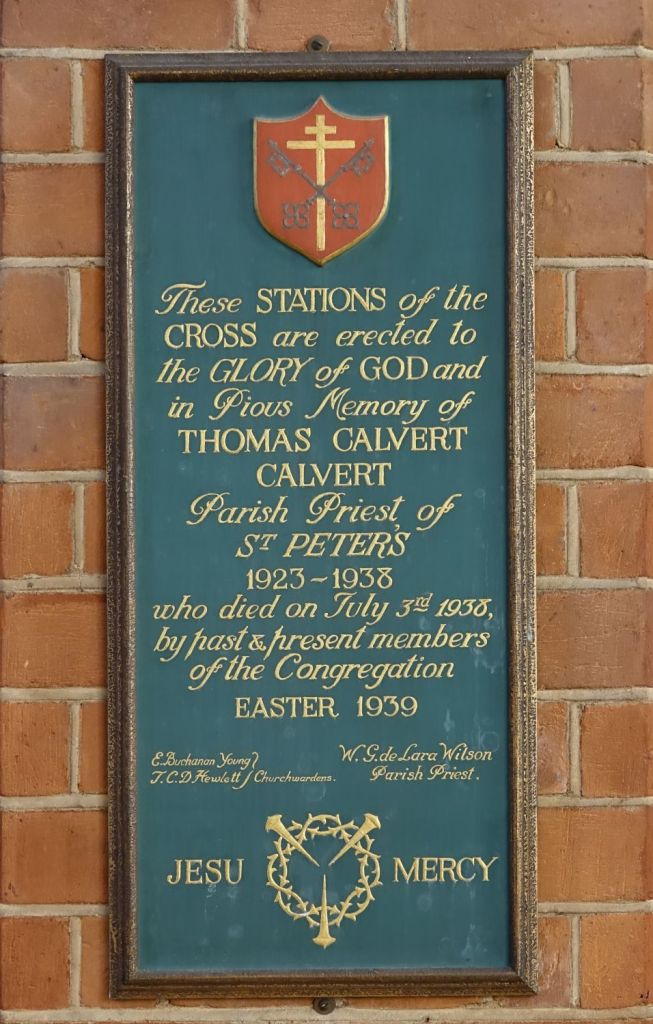 These STATIONS of the
CROSS are erected to
the GLORY of GOD and
in Pious Memory of
THOMAS CALVERT
CALVERT
Parish Priest of
ST PETER'S
1923 - 1938
who died on July 3rd 1938,
by past & present members
of the Congregation
EASTER 1939
E. Buchanan Young
T. C. D Hewlett } Churchwardens.
W. G. de Lara Wilson
Parish Priest.
JESU MERCY